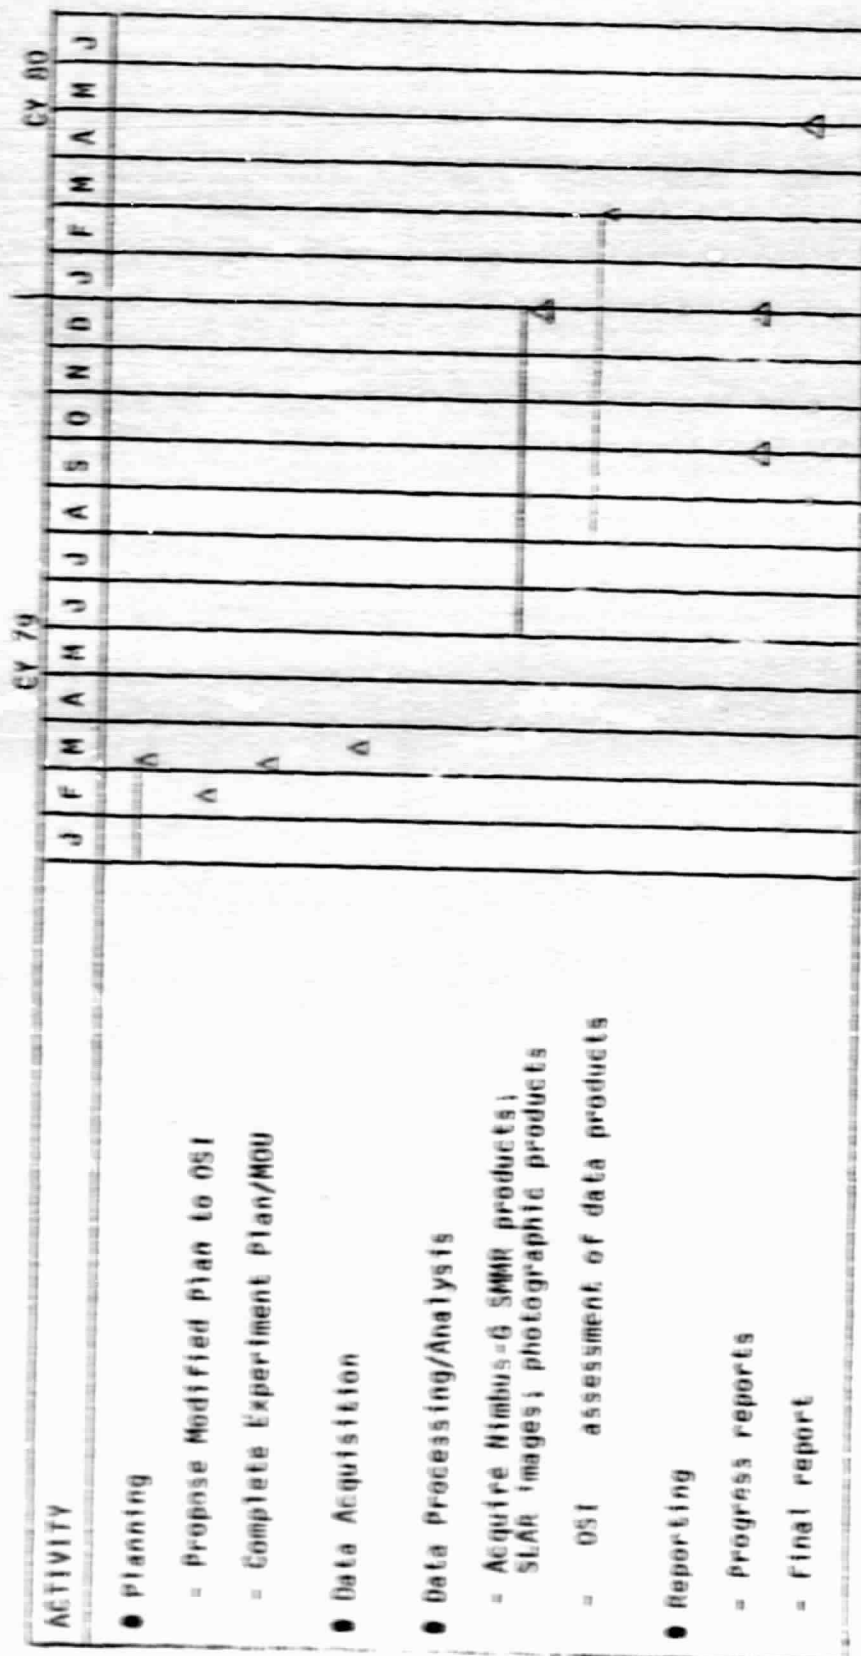 ACTIVITY
CY 79
CY 80
J F M A M J J A S O N D J F M A M J
● Planning
- Propose Modified Plan to OSI
- Complete Experiment Plan/MOU
● Data Acquisition
● Data Processing/Analysis
- Acquire Nimbus-G SMMR products;
SLAR images; photographic products
- OSI assessment of data products
● Reporting
- Progress reports
- Final report